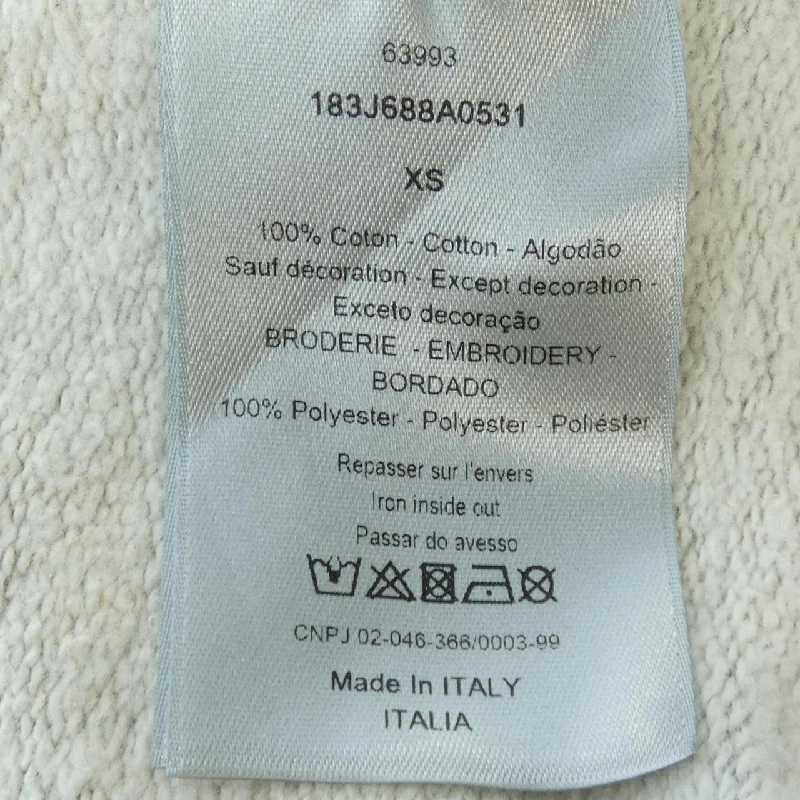 63993
183J688A0531
XS
100% Coton - Cotton - Algodão
Sauf décoration - Except decoration -
Exceto decoração
BRODERIE - EMBROIDERY -
BORDADO
100% Polyester - Polyester - Poliéster
Repasser sur l'envers
Iron inside out
Passar do avesso
CNPJ 02-046-366/0003-99
Made In ITALY
ITALIA